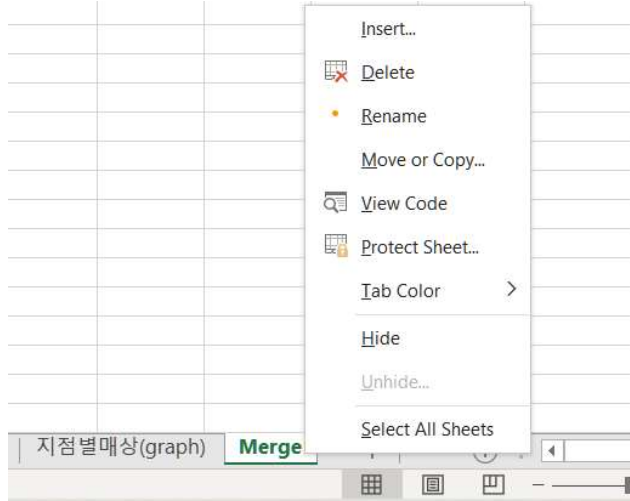 Insert...
Delete
Rename
Move or Copy...
View Code
Protect Sheet...
Tab Color
Hide
Unhide...
Select All Sheets
지점별매상(graph) Merge